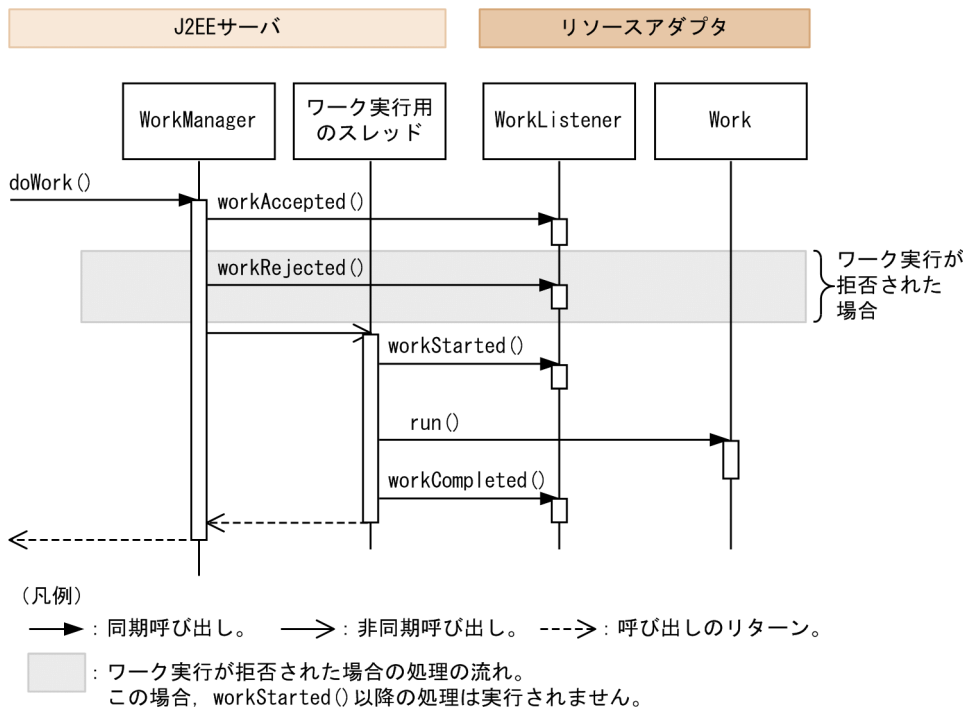 J2EEサーバ
リソースアダプタ
WorkManager
ワーク実行用
のスレッド
WorkListener
Work
doWork()
workAccepted()
workRejected()
ワーク実行が
拒否された
場合
workStarted()
run()
workCompleted()
(凡例)
: 同期呼び出し。 : 非同期呼び出し。 : 呼び出しのリターン。
: ワーク実行が拒否された場合の処理の流れ。
この場合, workStarted()以降の処理は実行されません。